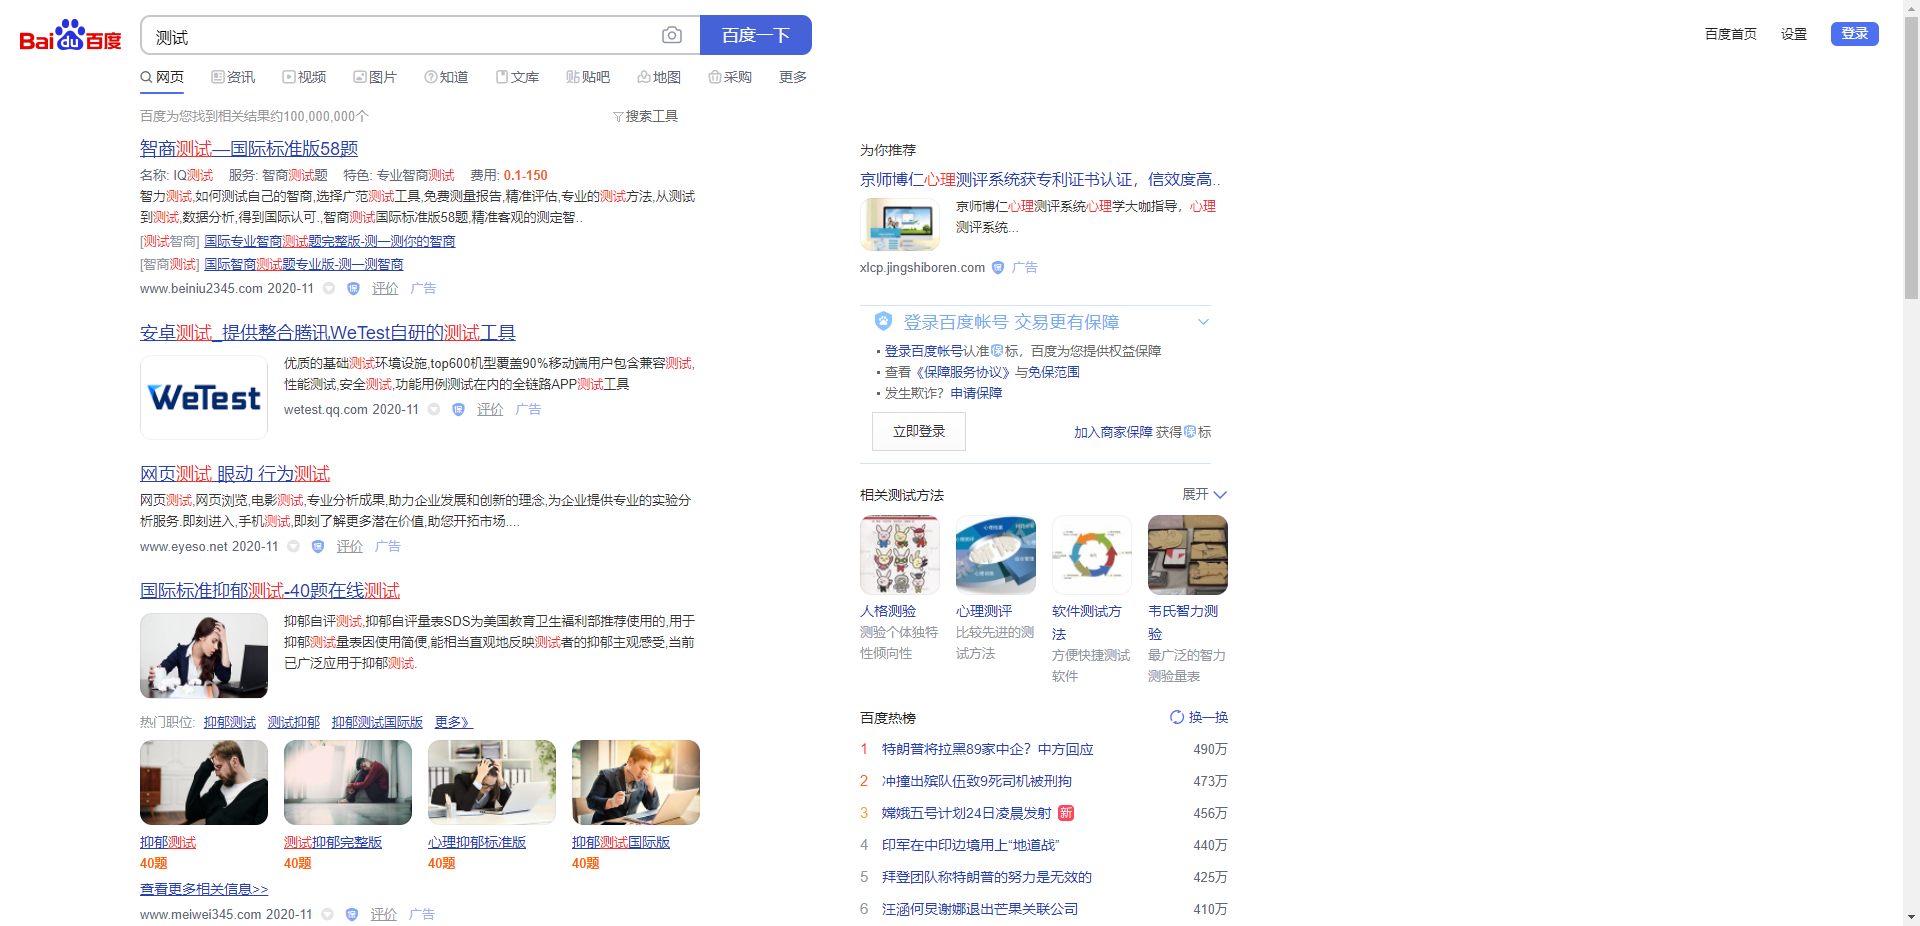 Bai du 百度
测试
百度一下
百度首页 设置 登录
网页 资讯 视频 图片 知道 文库 贴吧 地图 采购 更多
百度为您找到相关结果约100,000,000个
搜索工具
智商测试—国际标准版58题
名称: IQ测试 服务: 智商测试题 特色: 专业智商测试 费用: 0.1-150
智力测试,如何测试自己的智商,选择广范测试工具,免费测量报告,精准评估,专业的测试方法,从测试
到测试,数据分析,得到国际认可.,智商测试国际标准版58题,精准客观的测定智..
[测试智商] 国际专业智商测试题完整版-测一测你的智商
[智商测试] 国际智商测试题专业版-测一测智商
www.beiniu2345.com 2020-11 保 评价 广告
安卓测试_提供整合腾讯WeTest自研的测试工具
WeTest
优质的基础测试环境设施,top600机型覆盖90%移动端用户包含兼容测试,
性能测试,安全测试,功能用例测试在内的全链路APP测试工具
wetest.qq.com 2020-11 保 评价 广告
网页测试 眼动 行为测试
网页测试,网页浏览,电影测试,专业分析成果,助力企业发展和创新的理念,为企业提供专业的实验分
析服务.即刻进入,手机测试,即刻了解更多潜在价值,助您开拓市场....
www.eyeso.net 2020-11 保 评价 广告
国际标准抑郁测试-40题在线测试
抑郁自评测试,抑郁自评量表SDS为美国教育卫生福利部推荐使用的,用于
抑郁测试量表因使用简便,能相当直观地反映测试者的抑郁主观感受,当前
已广泛应用于抑郁测试.
热门职位: 抑郁测试 测试抑郁 抑郁测试国际版 更多》
抑郁测试 测试抑郁完整版 心理抑郁标准版 抑郁测试国际版
40题 40题 40题 40题
查看更多相关信息>>
www.meiwei345.com 2020-11 保 评价 广告
为你推荐
京师博仁心理测评系统获专利证书认证，信效度高..
京师博仁心理测评系统心理学大咖指导，心理
测评系统...
xlcp.jingshiboren.com 保 广告
登录百度帐号 交易更有保障
登录百度帐号认准保标，百度为您提供权益保障
查看《保障服务协议》与免保范围
发生欺诈？申请保障
立即登录
加入商家保障 获得保标
相关测试方法 展开
人格测验
测验个体独特
性倾向性
心理测评
比较先进的测
试方法
软件测试方
法
方便快捷测试
软件
韦氏智力测
验
最广泛的智力
测验量表
百度热榜 换一换
1 特朗普将拉黑89家中企？中方回应 490万
2 冲撞出殡队伍致9死司机被刑拘 473万
3 嫦娥五号计划24日凌晨发射 新 456万
4 印军在中印边境用上“地道战” 440万
5 拜登团队称特朗普的努力是无效的 425万
6 汪涵何炅谢娜退出芒果关联公司 410万